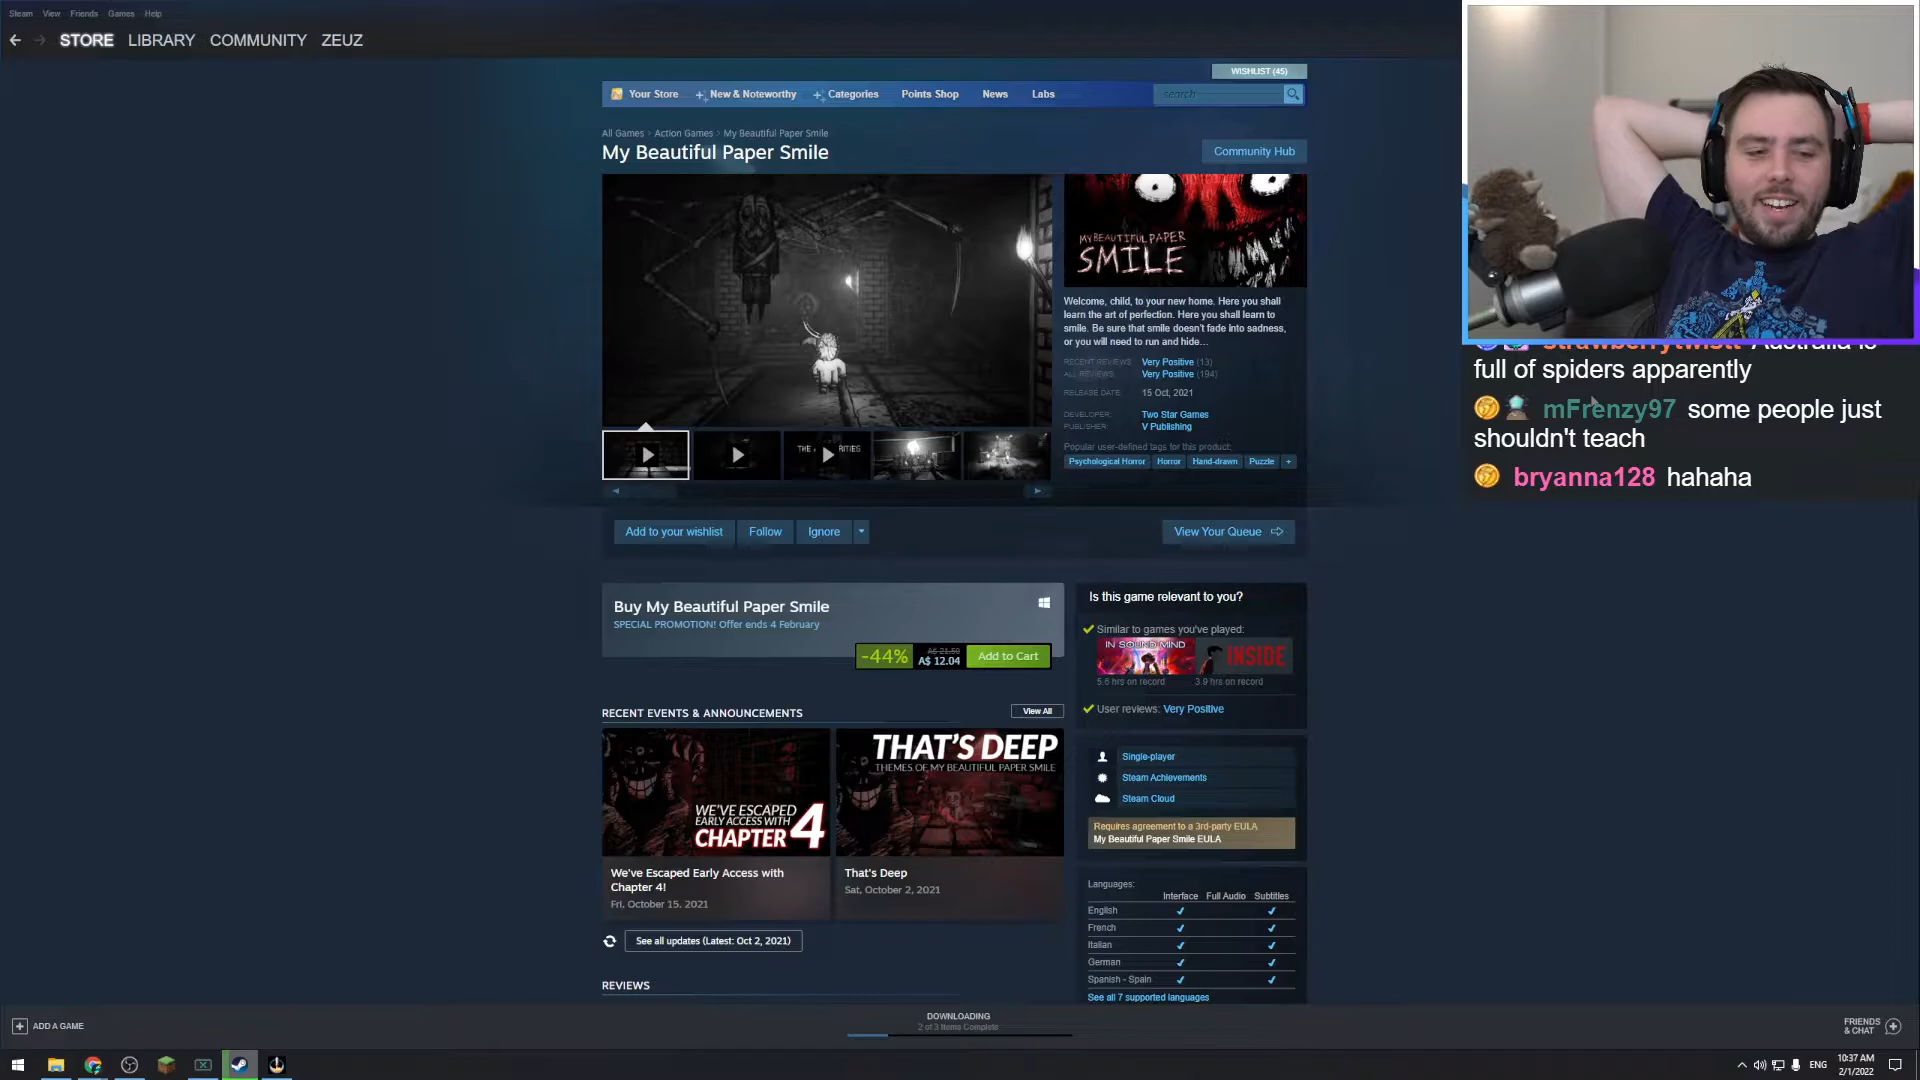 Steam View Friends Games Help
STORE LIBRARY COMMUNITY ZEUZ
WISHLIST (45)
Your Store New & Noteworthy Categories Points Shop News Labs search
All Games > Action Games > My Beautiful Paper Smile
My Beautiful Paper Smile
Community Hub
MY BEAUTIFUL PAPER
SMILE
Welcome, child, to your new home. Here you shall
learn the art of perfection. Here you shall learn to
smile. Be sure that smile doesn't fade into sadness,
or you will need to run and hide...
RECENT REVIEWS: Very Positive (13)
ALL REVIEWS: Very Positive (194)
RELEASE DATE: 15 Oct, 2021
DEVELOPER: Two Star Games
PUBLISHER: V Publishing
Popular user-defined tags for this product:
Psychological Horror Horror Hand-drawn Puzzle +
Add to your wishlist Follow Ignore
View Your Queue
Buy My Beautiful Paper Smile
SPECIAL PROMOTION! Offer ends 4 February
-44% A$ 21.50 A$ 12.04 Add to Cart
Is this game relevant to you?
Similar to games you've played:
IN SOUND MIND INSIDE
5.6 hrs on record 3.9 hrs on record
User reviews: Very Positive
RECENT EVENTS & ANNOUNCEMENTS
View All
WE'VE ESCAPED
EARLY ACCESS WITH
CHAPTER 4
THAT'S DEEP
THEMES OF MY BEAUTIFUL PAPER SMILE
We've Escaped Early Access with
Chapter 4!
Fri, October 15, 2021
That's Deep
Sat, October 2, 2021
See all updates (Latest: Oct 2, 2021)
REVIEWS
Single-player
Steam Achievements
Steam Cloud
Requires agreement to a 3rd-party EULA
My Beautiful Paper Smile EULA
Languages:
Interface Full Audio Subtitles
English
French
Italian
German
Spanish - Spain
See all 7 supported languages
strawberrytwistt Australia is
full of spiders apparently
mFrenzy97 some people just
shouldn't teach
bryanna128 hahaha
ADD A GAME
DOWNLOADING
2 of 3 Items Complete
FRIENDS
& CHAT
ENG
10:37 AM
2/1/2022